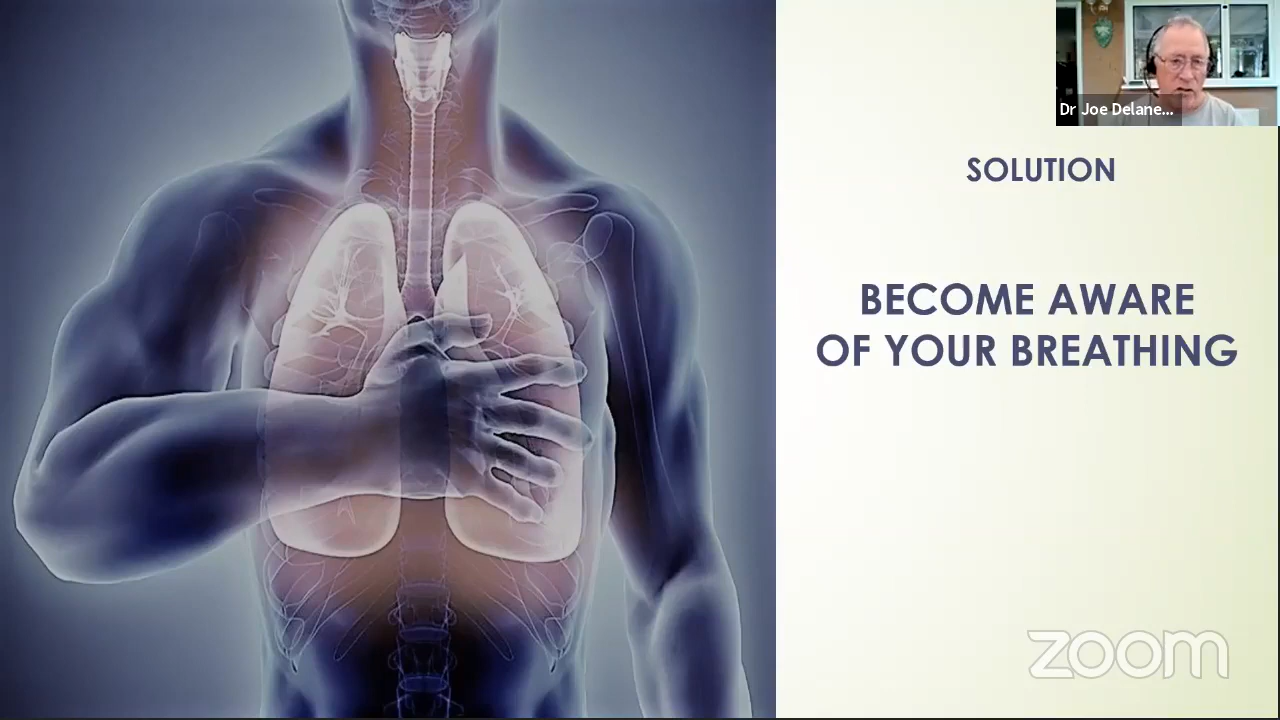 Dr Joe Delane...
SOLUTION
BECOME AWARE
OF YOUR BREATHING
zoom